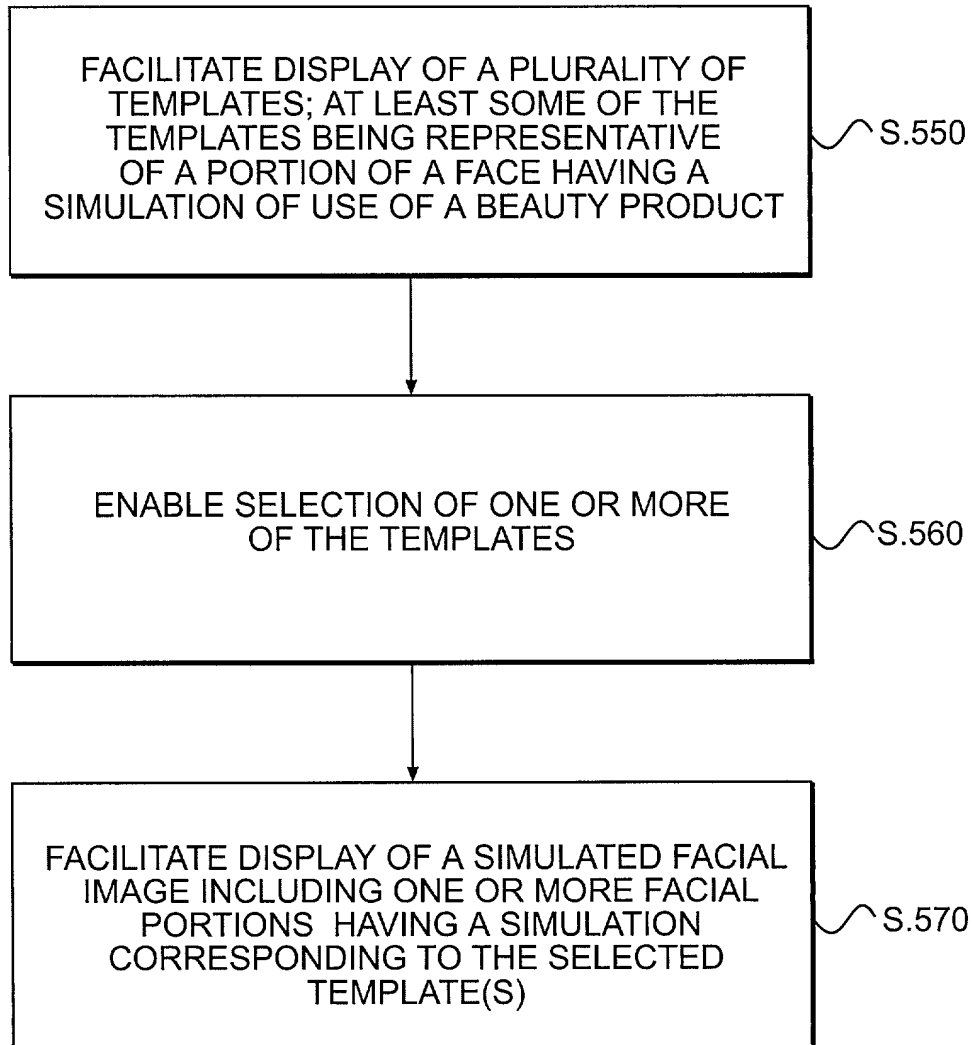 FACILITATE DISPLAY OF A PLURALITY OF
TEMPLATES; AT LEAST SOME OF THE
TEMPLATES BEING REPRESENTATIVE
OF A PORTION OF A FACE HAVING A
SIMULATION OF USE OF A BEAUTY PRODUCT
S.550
ENABLE SELECTION OF ONE OR MORE
OF THE TEMPLATES
S.560
FACILITATE DISPLAY OF A SIMULATED FACIAL
IMAGE INCLUDING ONE OR MORE FACIAL
PORTIONS HAVING A SIMULATION
CORRESPONDING TO THE SELECTED
TEMPLATE(S)
S.570